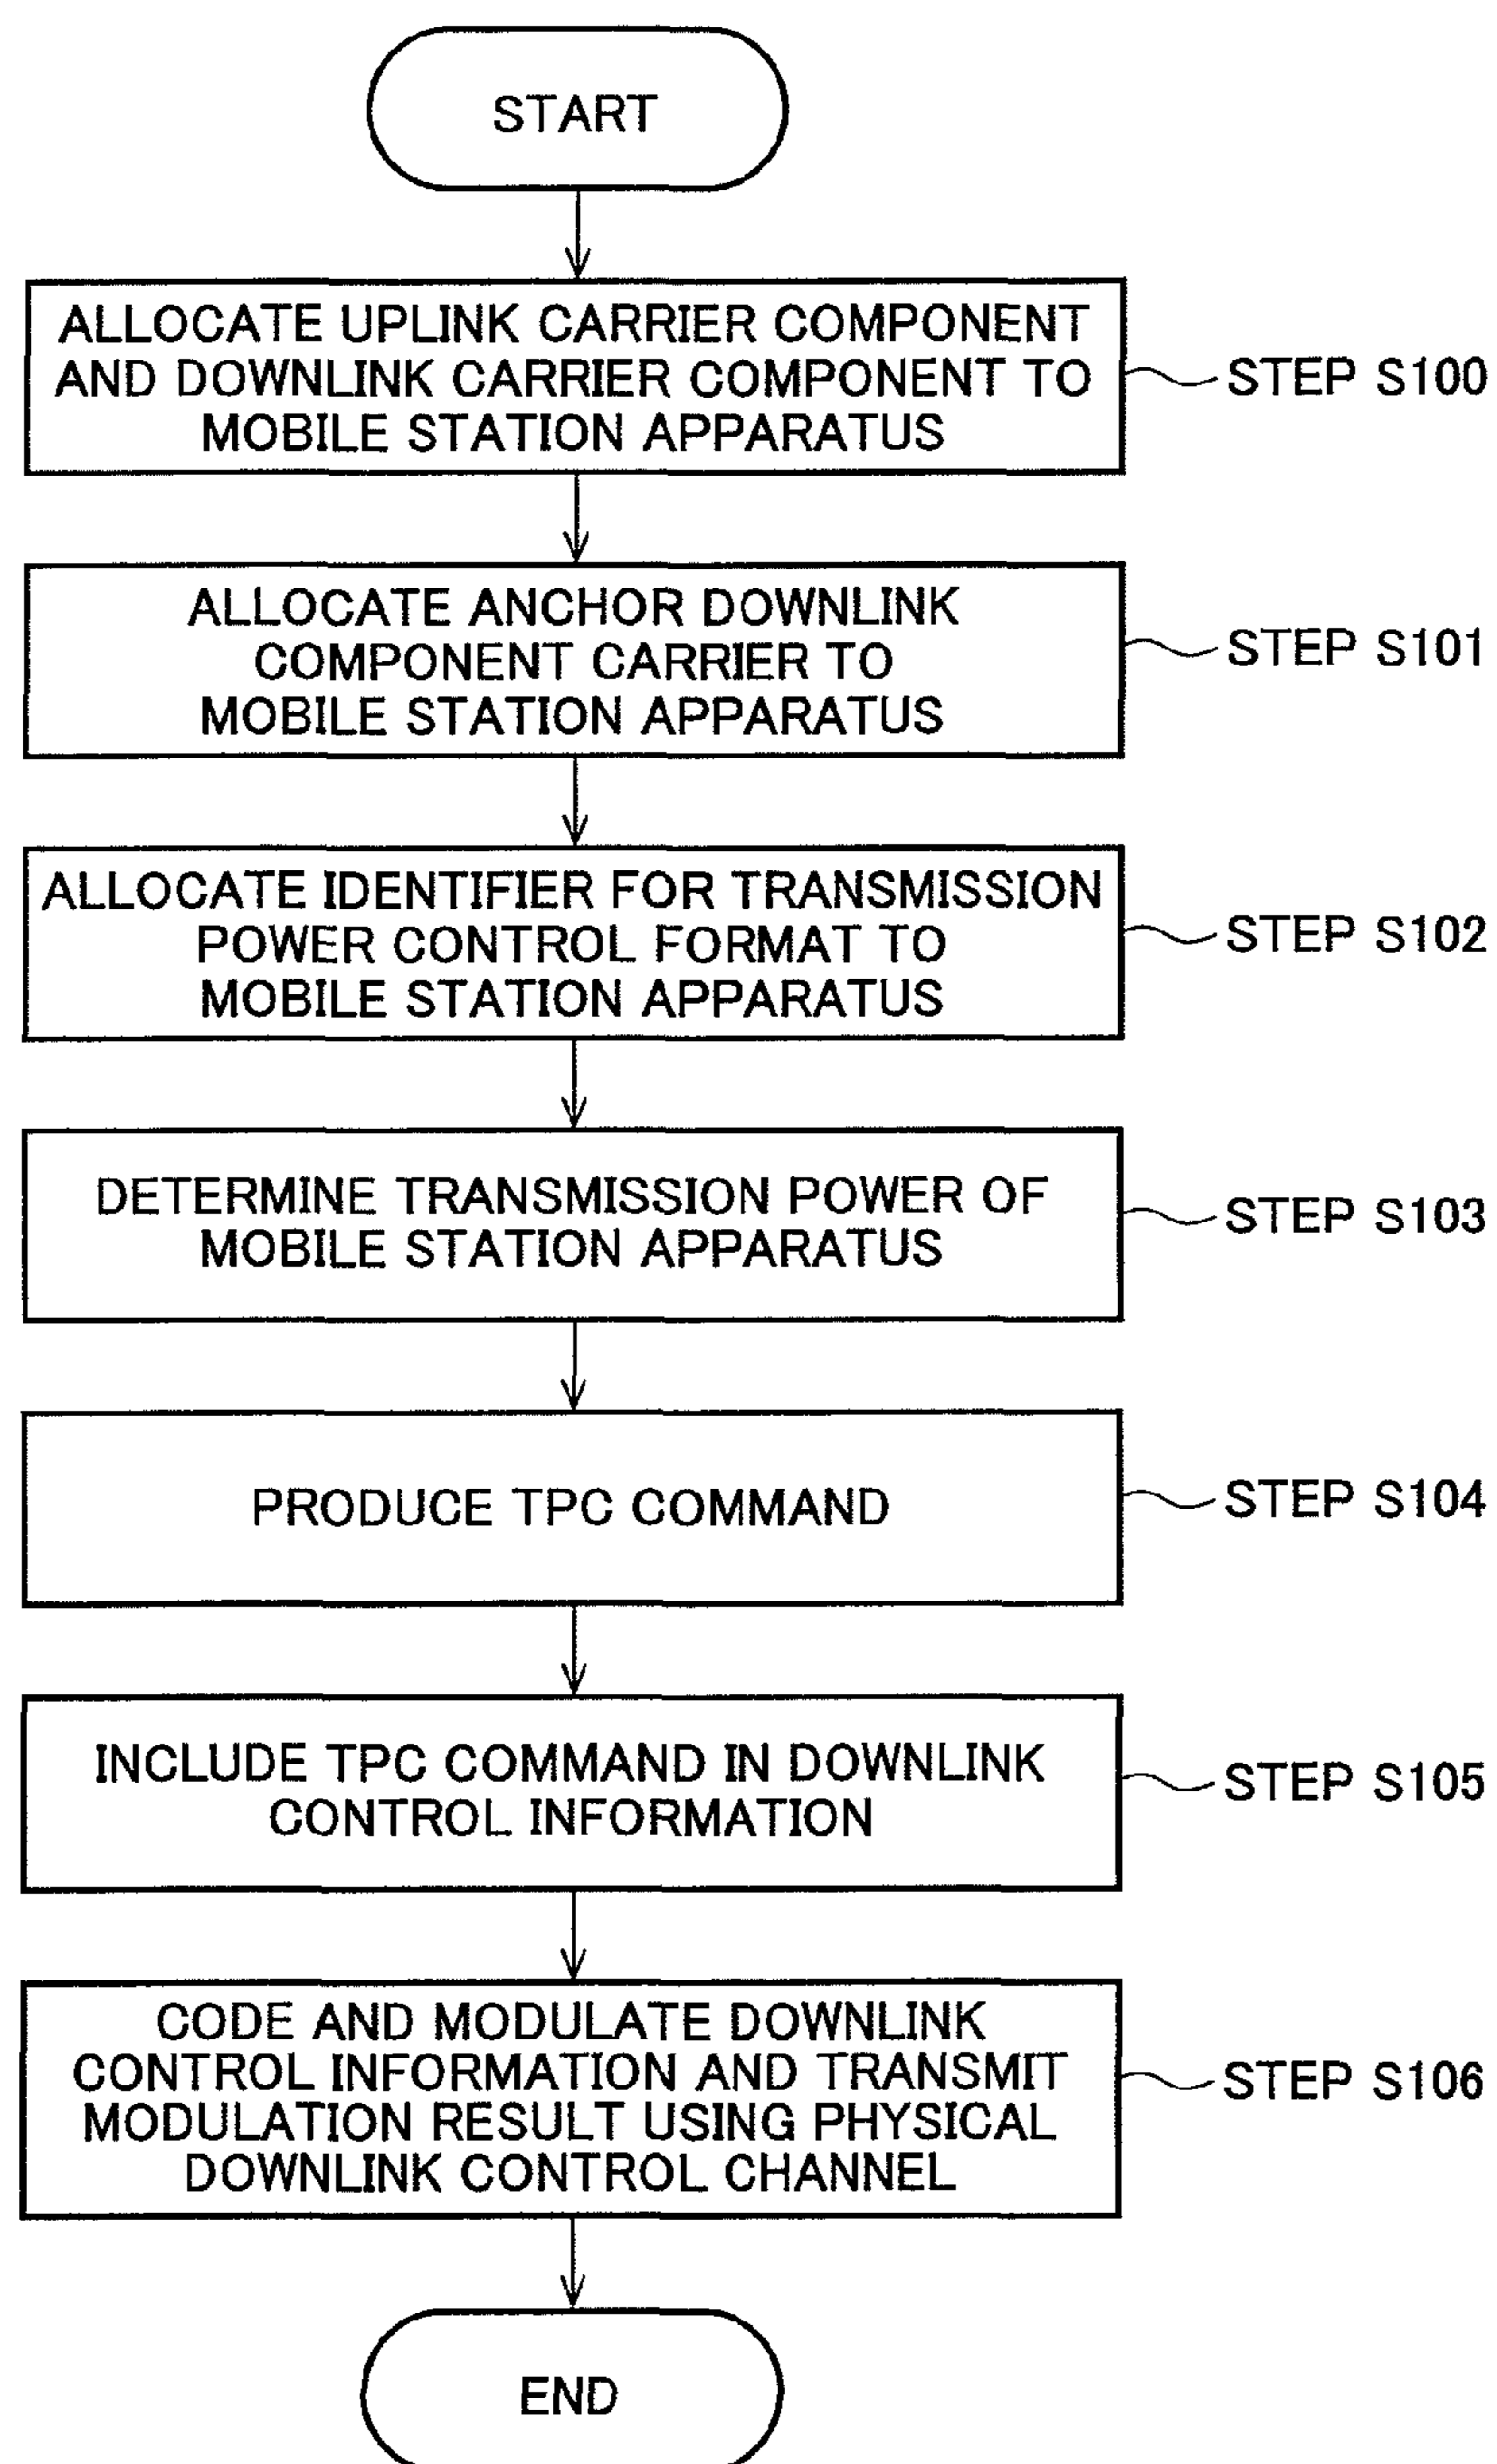 START
ALLOCATE UPLINK CARRIER COMPONENT
AND DOWNLINK CARRIER COMPONENT TO
MOBILE STATION APPARATUS
STEP S100
ALLOCATE ANCHOR DOWNLINK
COMPONENT CARRIER TO
MOBILE STATION APPARATUS
STEP S101
ALLOCATE IDENTIFIER FOR TRANSMISSION
POWER CONTROL FORMAT TO
MOBILE STATION APPARATUS
STEP S102
DETERMINE TRANSMISSION POWER OF
MOBILE STATION APPARATUS
STEP S103
PRODUCE TPC COMMAND
STEP S104
INCLUDE TPC COMMAND IN DOWNLINK
CONTROL INFORMATION
STEP S105
CODE AND MODULATE DOWNLINK
CONTROL INFORMATION AND TRANSMIT
MODULATION RESULT USING PHYSICAL
DOWNLINK CONTROL CHANNEL
STEP S106
END